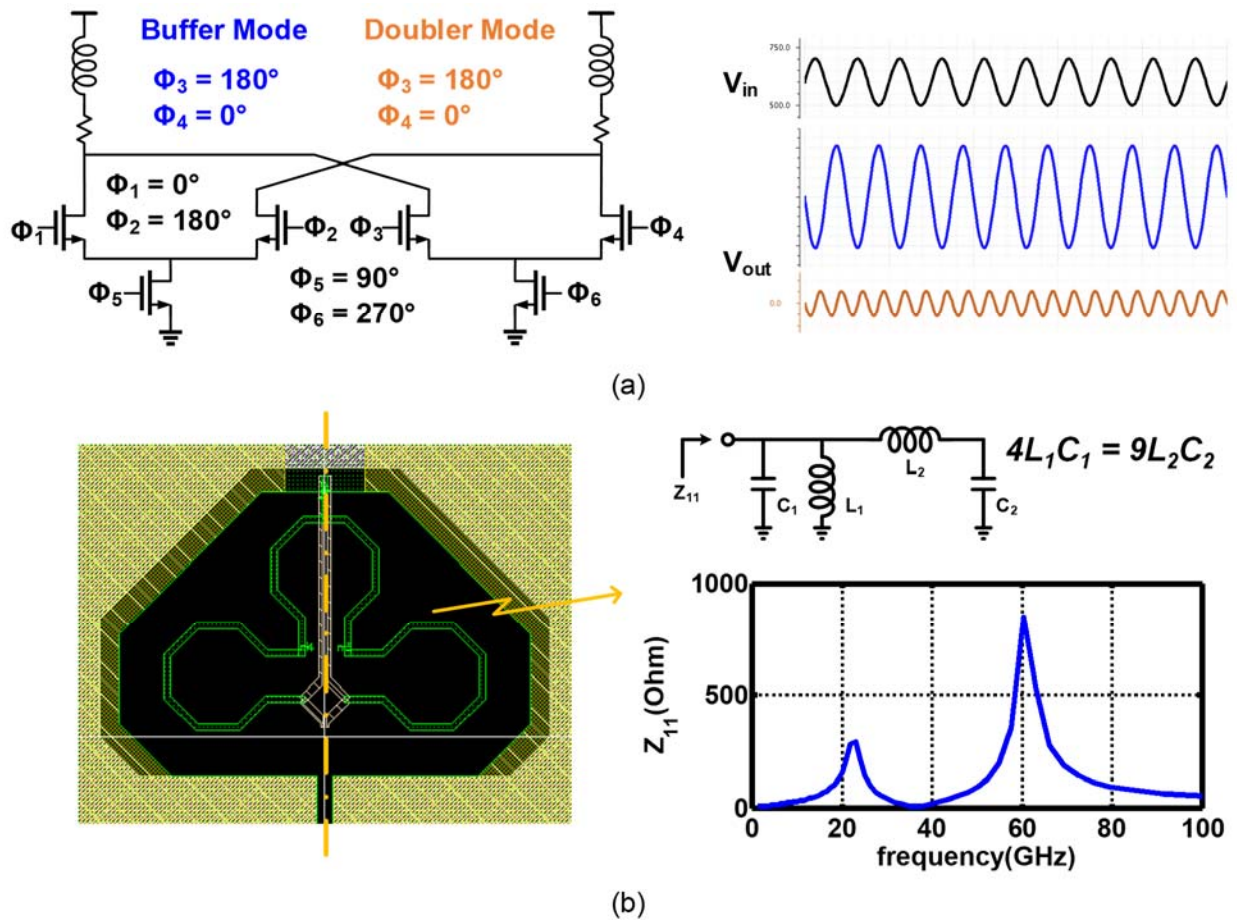 Buffer Mode
Φ₃ = 180°
Φ₄ = 0°
Doubler Mode
Φ₃ = 180°
Φ₄ = 0°
Φ₁ = 0°
Φ₂ = 180°
Φ₁
Φ₂
Φ₃
Φ₄
Φ₅
Φ₅ = 90°
Φ₆ = 270°
Φ₆
V_in
750.0
500.0
V_out
0.0
(a)
Z₁₁
C₁
L₁
L₂
C₂
4L₁C₁ = 9L₂C₂
Z₁₁(Ohm)
1000
500
0
0 20 40 60 80 100
frequency(GHz)
(b)